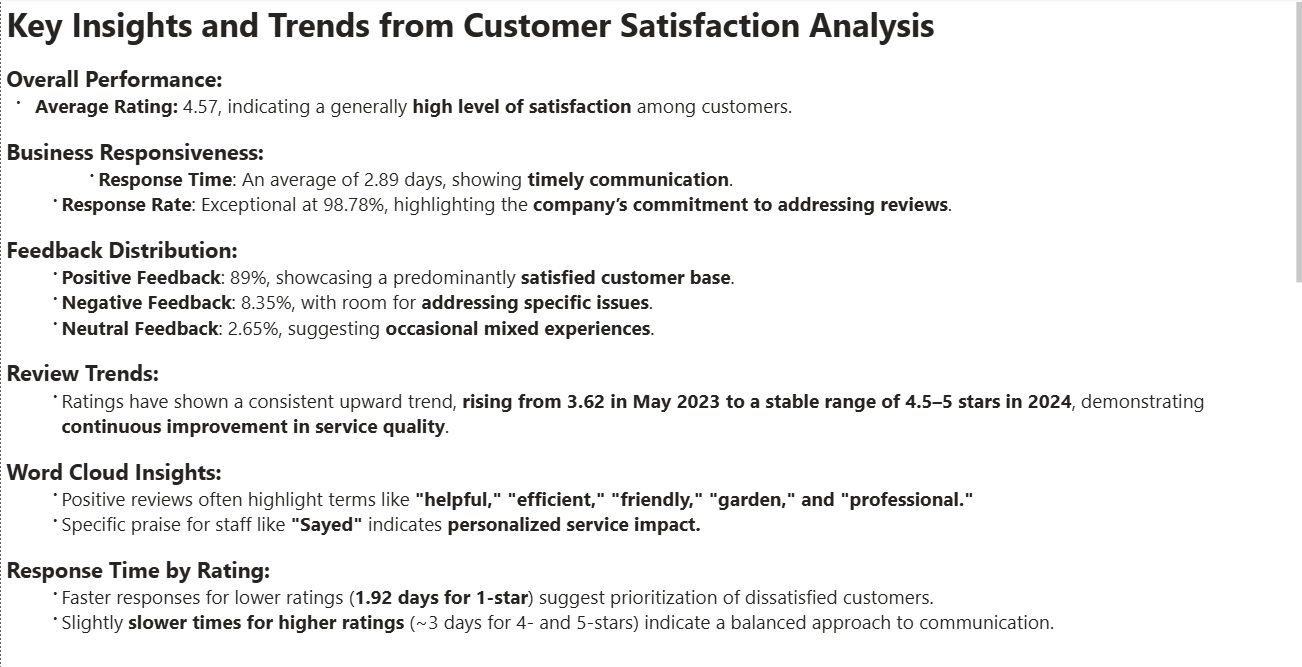 Key Insights and Trends from Customer Satisfaction Analysis
Overall Performance:
· Average Rating: 4.57, indicating a generally high level of satisfaction among customers.
Business Responsiveness:
· Response Time: An average of 2.89 days, showing timely communication.
· Response Rate: Exceptional at 98.78%, highlighting the company’s commitment to addressing reviews.
Feedback Distribution:
· Positive Feedback: 89%, showcasing a predominantly satisfied customer base.
· Negative Feedback: 8.35%, with room for addressing specific issues.
· Neutral Feedback: 2.65%, suggesting occasional mixed experiences.
Review Trends:
· Ratings have shown a consistent upward trend, rising from 3.62 in May 2023 to a stable range of 4.5–5 stars in 2024, demonstrating
continuous improvement in service quality.
Word Cloud Insights:
· Positive reviews often highlight terms like "helpful," "efficient," "friendly," "garden," and "professional."
· Specific praise for staff like "Sayed" indicates personalized service impact.
Response Time by Rating:
· Faster responses for lower ratings (1.92 days for 1-star) suggest prioritization of dissatisfied customers.
· Slightly slower times for higher ratings (~3 days for 4- and 5-stars) indicate a balanced approach to communication.